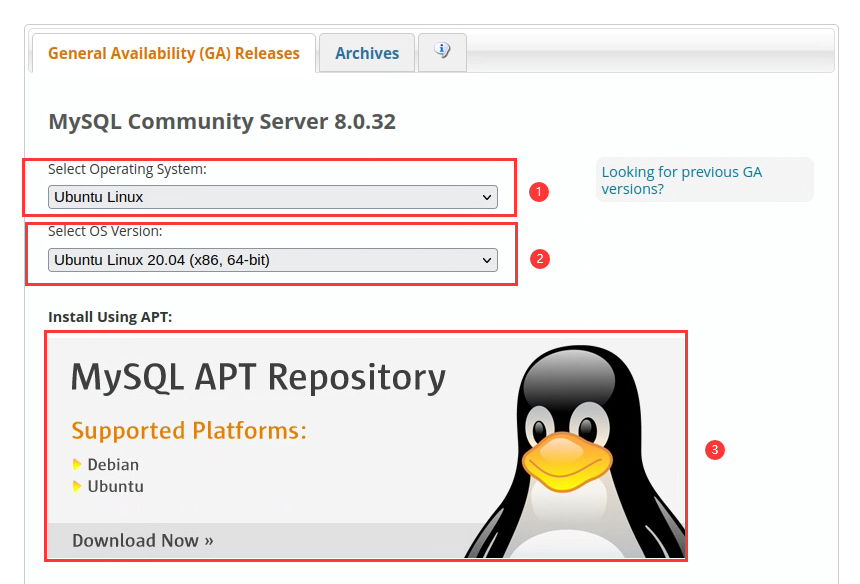 General Availability (GA) Releases
Archives
MySQL Community Server 8.0.32
Select Operating System:
Looking for previous GA
versions?
Ubuntu Linux
1
Select OS Version:
Ubuntu Linux 20.04 (x86, 64-bit)
2
Install Using APT:
MySQL APT Repository
Supported Platforms:
Debian
Ubuntu
3
Download Now »